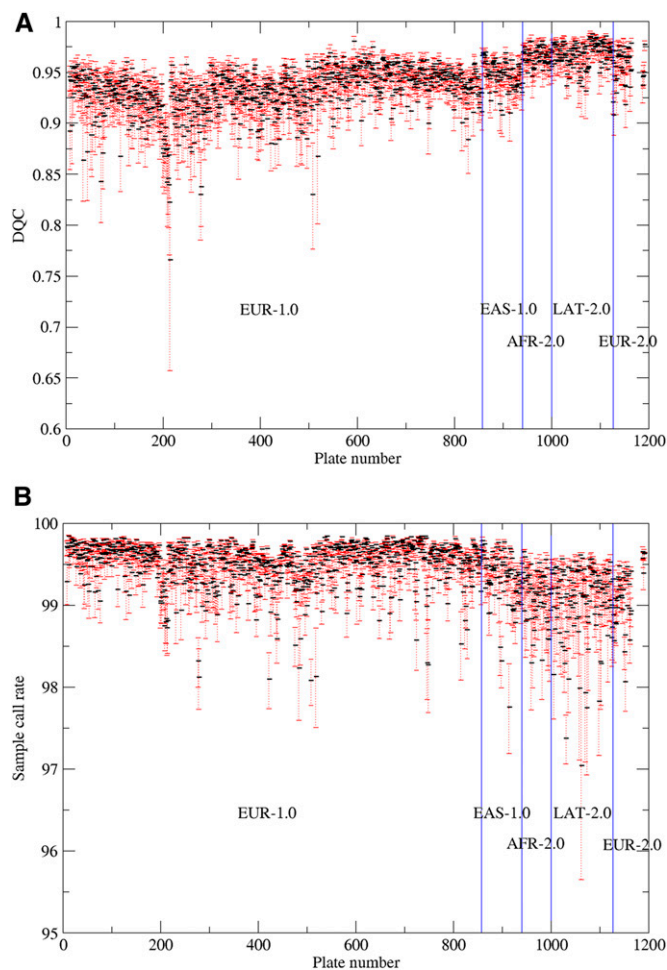 A
1
0.95
0.9
0.85
0.8
0.75
0.7
0.65
0.6
DQC
EUR-1.0
EAS-1.0
LAT-2.0
AFR-2.0
EUR-2.0
0 200 400 600 800 1000 1200
Plate number
B
100
99
98
97
96
95
Sample call rate
EUR-1.0
EAS-1.0
LAT-2.0
AFR-2.0
EUR-2.0
0 200 400 600 800 1000 1200
Plate number